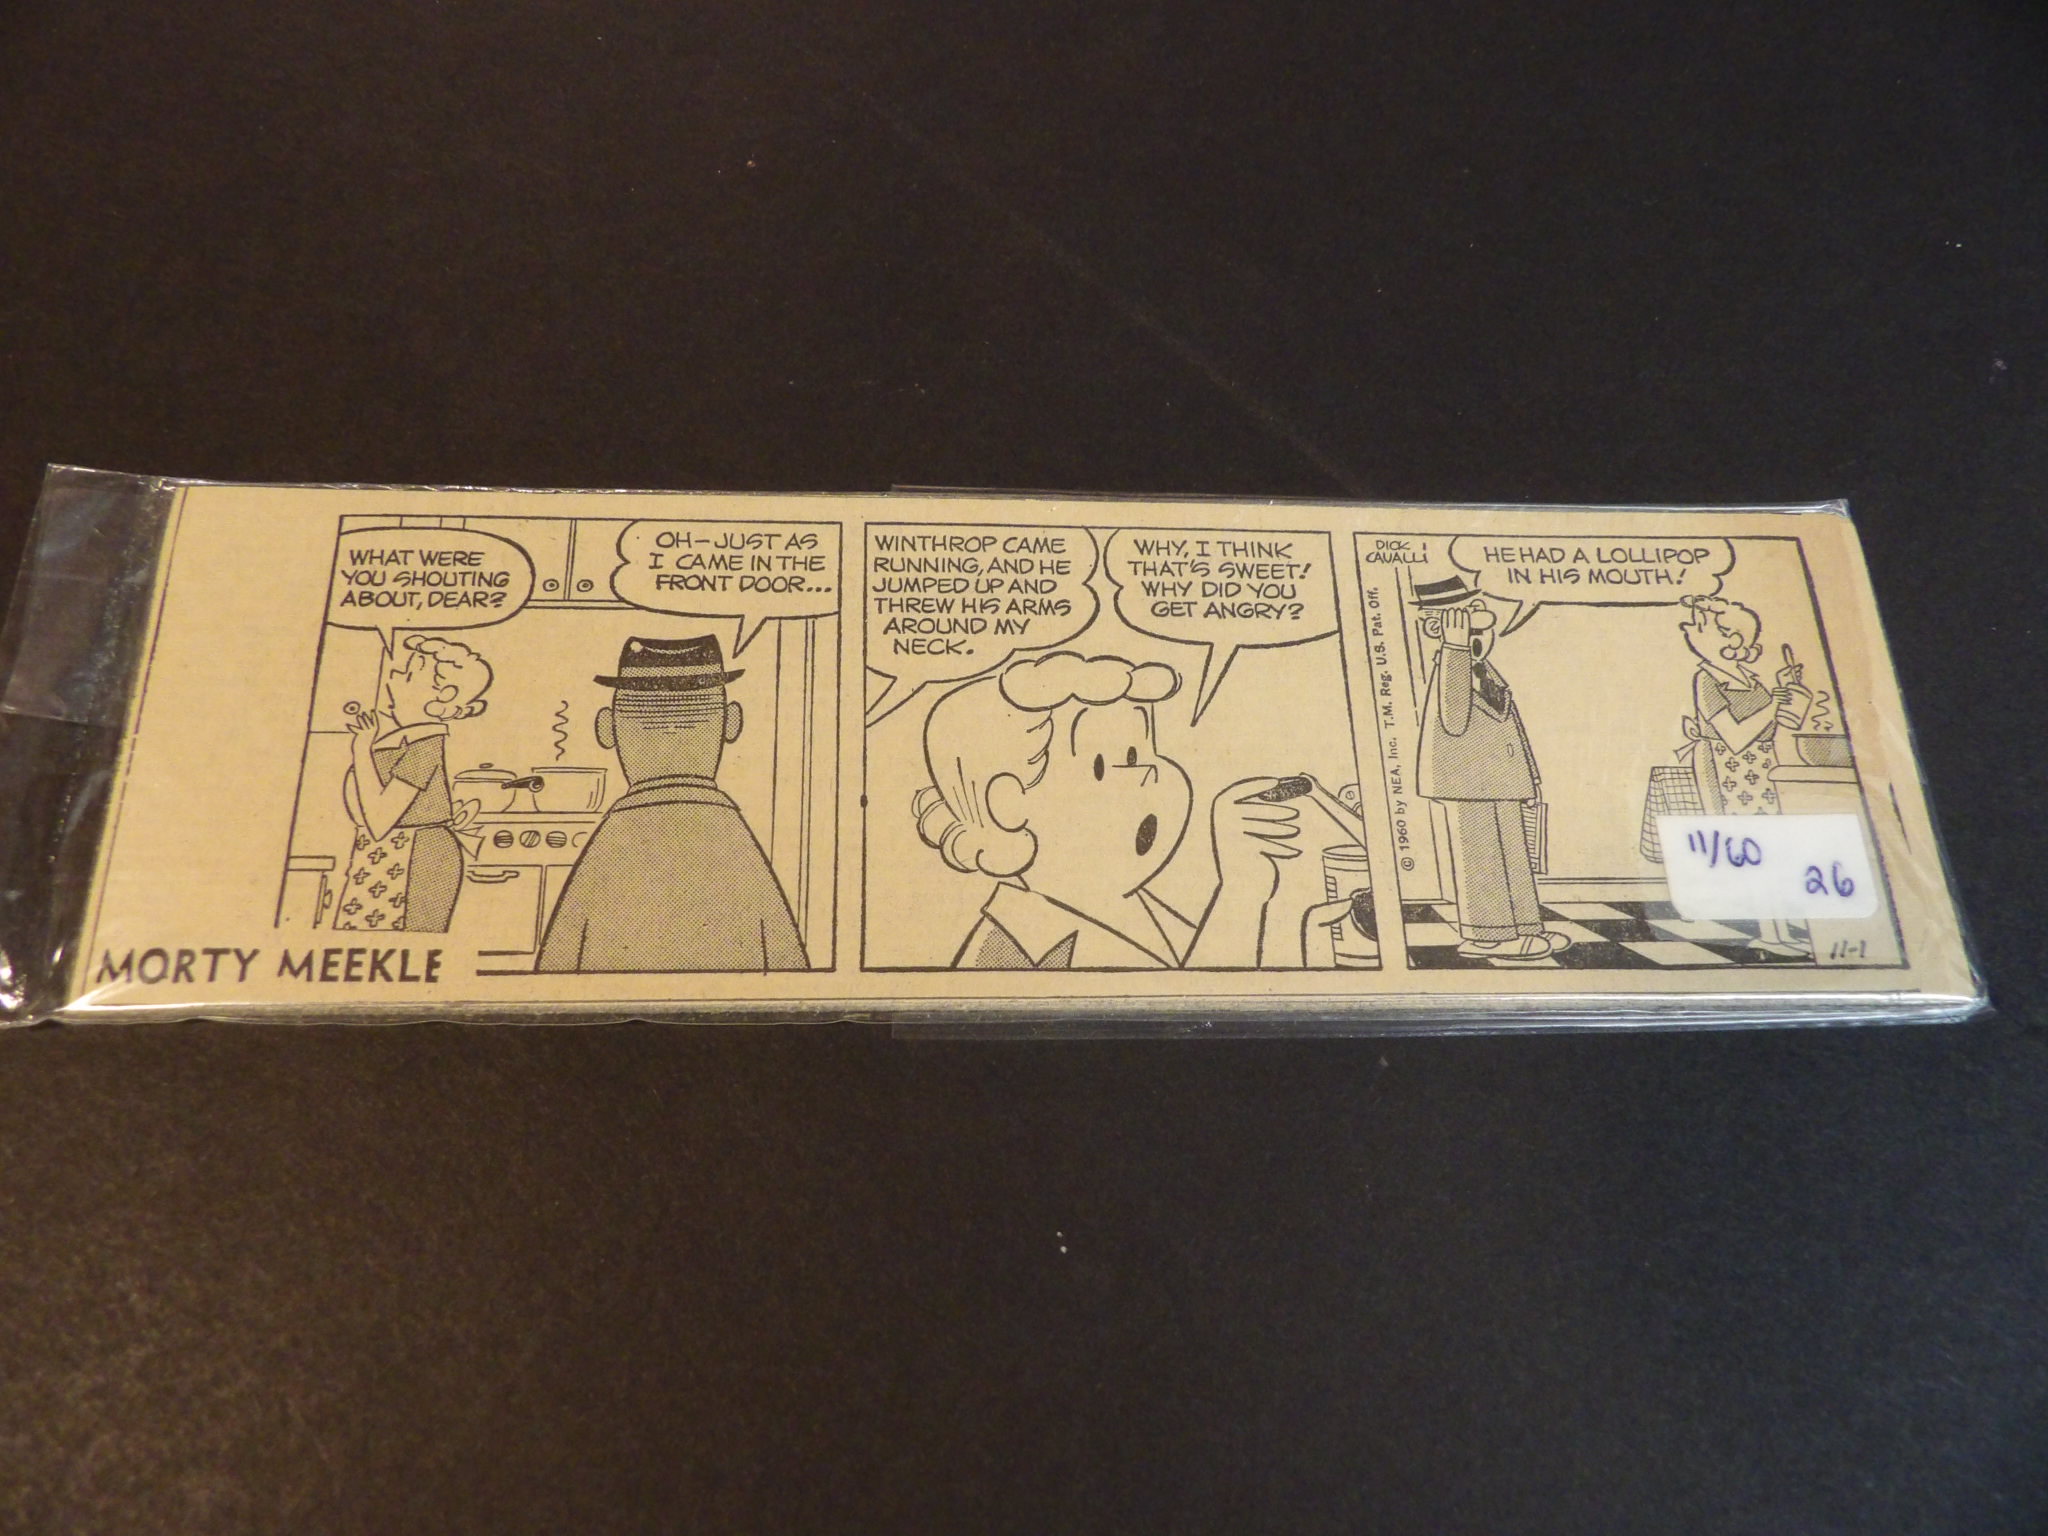 WHAT WERE
YOU SHOUTING
ABOUT, DEAR?
OH-JUST AS
I CAME IN THE
FRONT DOOR...
MORTY MEEKLE
WINTHROP CAME
RUNNING, AND HE
JUMPED UP AND
THREW HIS ARMS
AROUND MY
NECK.
WHY, I THINK
THAT'S SWEET!
WHY DID YOU
GET ANGRY?
DICK
CAVALLI
HE HAD A LOLLIPOP
IN HIS MOUTH!
© 1960 by NEA, Inc. T.M. Reg. U.S. Pat. Off.
11/60
26
11-1